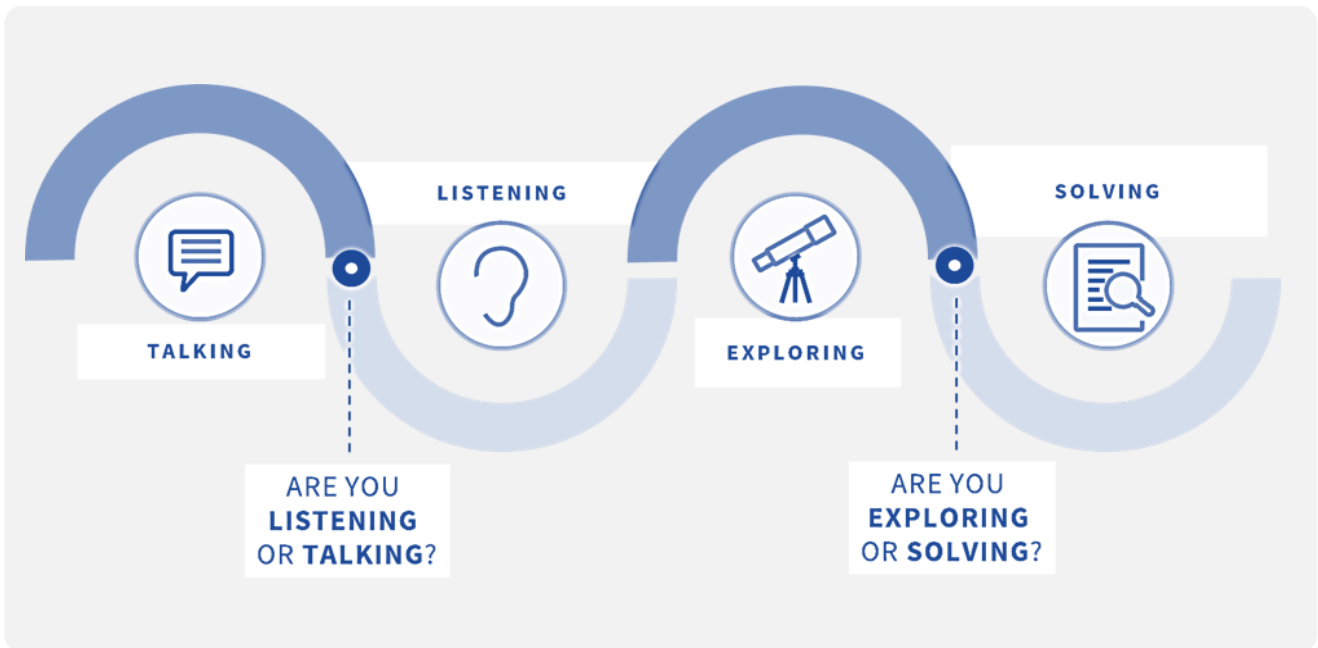 TALKING
LISTENING
EXPLORING
SOLVING
ARE YOU
LISTENING
OR TALKING?
ARE YOU
EXPLORING
OR SOLVING?